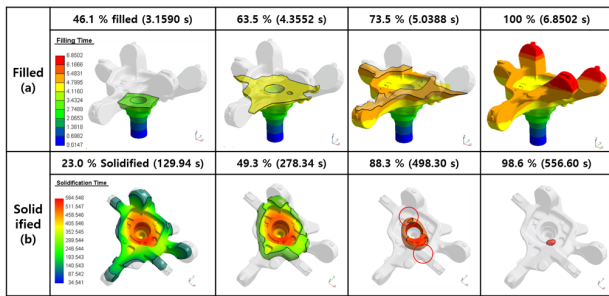 46.1 % filled (3.1590 s)
63.5 % (4.3552 s)
73.5 % (5.0388 s)
100 % (6.8502 s)
Filled
(a)
Filling Time
6.8502
6.1666
5.4831
4.7995
4.1160
3.4324
2.7489
2.0653
1.3818
0.6982
0.0147
23.0 % Solidified (129.94 s)
49.3 % (278.34 s)
88.3 % (498.30 s)
98.6 % (556.60 s)
Solid
ified
(b)
Solidification Time
564.546
511.546
458.545
405.545
352.544
299.544
246.544
193.543
140.543
87.542
34.541